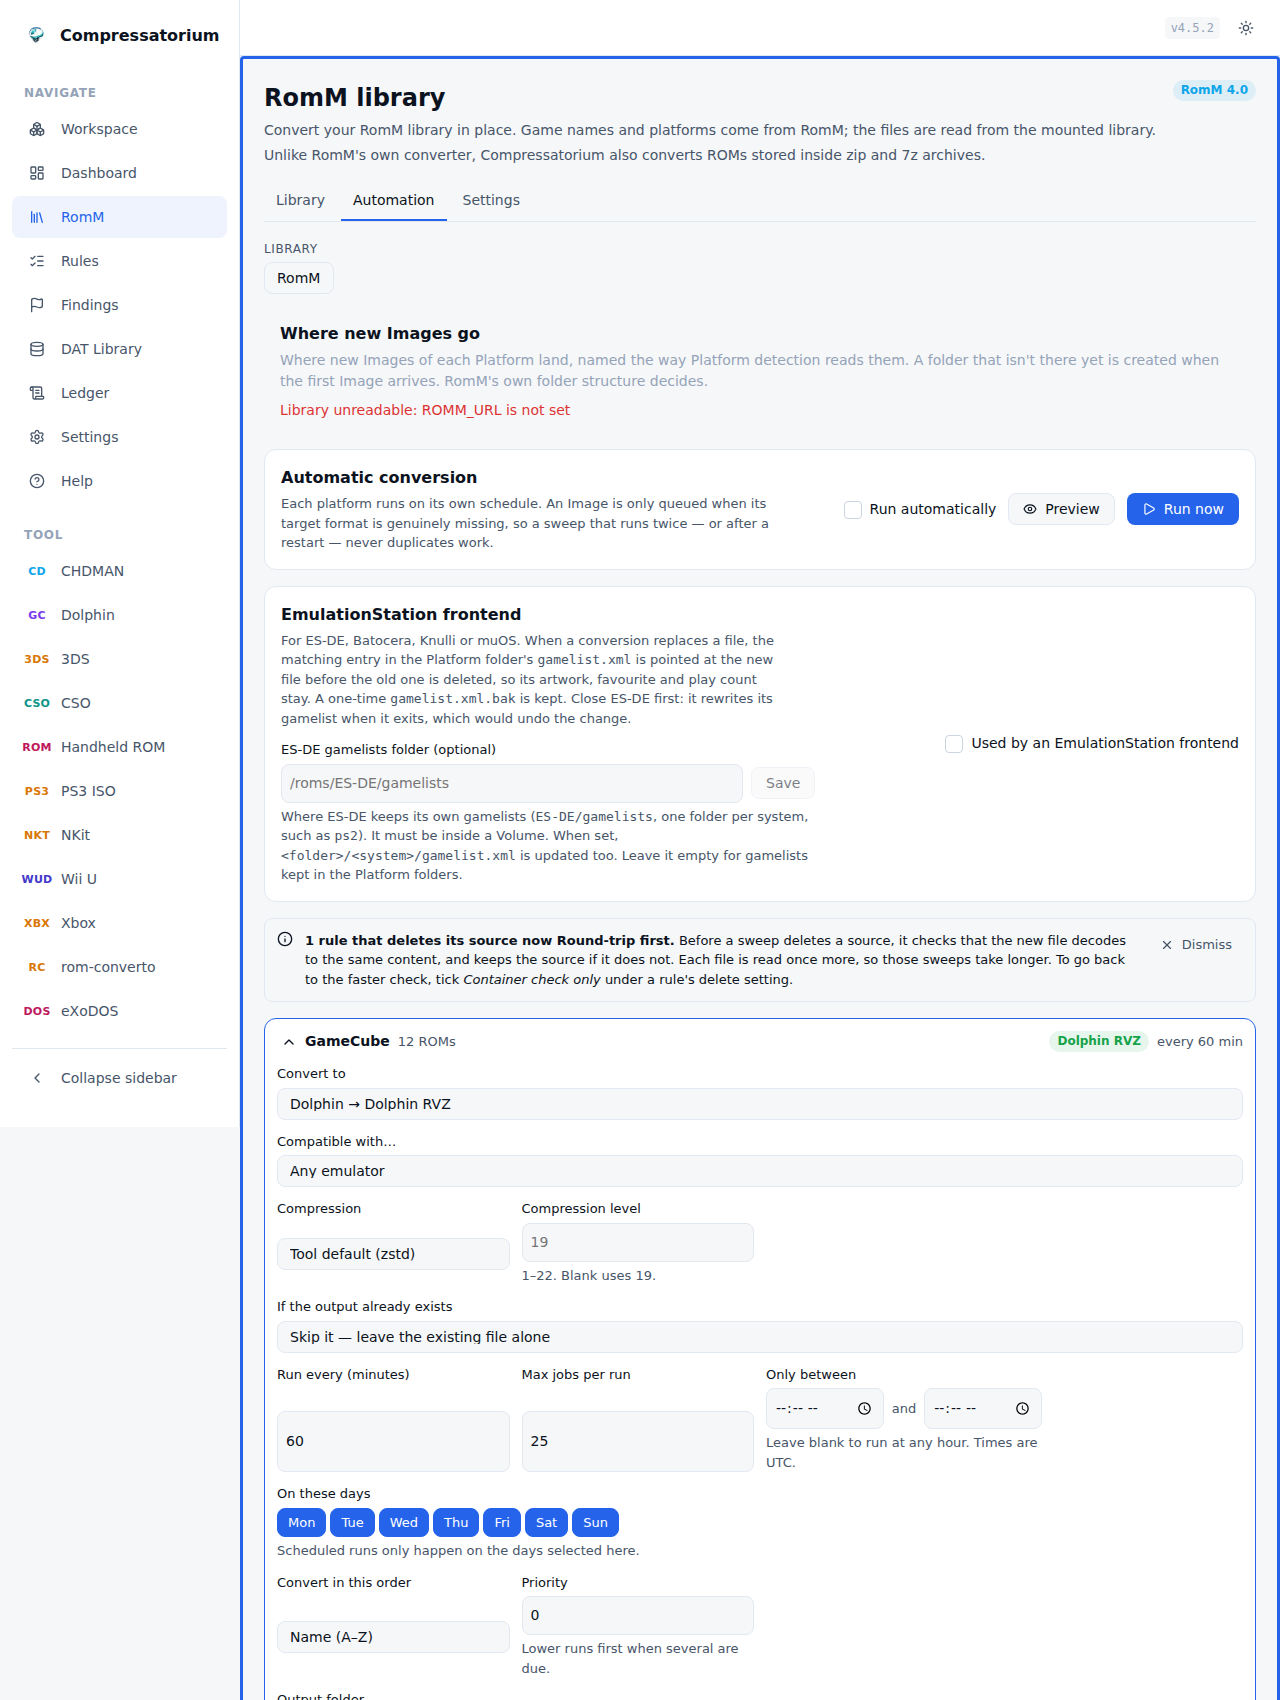 Compressatorium
v4.5.2
NAVIGATE
Workspace
Dashboard
RomM
Rules
Findings
DAT Library
Ledger
Settings
Help
TOOL
CD CHDMAN
GC Dolphin
3DS 3DS
CSO CSO
ROM Handheld ROM
PS3 PS3 ISO
NKT NKit
WUD Wii U
XBX Xbox
RC rom-converto
DOS eXoDOS
Collapse sidebar
RomM library
RomM 4.0
Convert your RomM library in place. Game names and platforms come from RomM; the files are read from the mounted library.
Unlike RomM's own converter, Compressatorium also converts ROMs stored inside zip and 7z archives.
Library Automation Settings
LIBRARY
RomM
Where new Images go
Where new Images of each Platform land, named the way Platform detection reads them. A folder that isn't there yet is created when
the first Image arrives. RomM's own folder structure decides.
Library unreadable: ROMM_URL is not set
Automatic conversion
Each platform runs on its own schedule. An Image is only queued when its
target format is genuinely missing, so a sweep that runs twice — or after a
restart — never duplicates work.
Run automatically Preview Run now
EmulationStation frontend
For ES-DE, Batocera, Knulli or muOS. When a conversion replaces a file, the
matching entry in the Platform folder's gamelist.xml is pointed at the new
file before the old one is deleted, so its artwork, favourite and play count
stay. A one-time gamelist.xml.bak is kept. Close ES-DE first: it rewrites its
gamelist when it exits, which would undo the change.
ES-DE gamelists folder (optional)
/roms/ES-DE/gamelists Save
Where ES-DE keeps its own gamelists (ES-DE/gamelists, one folder per system,
such as ps2). It must be inside a Volume. When set,
<folder>/<system>/gamelist.xml is updated too. Leave it empty for gamelists
kept in the Platform folders.
Used by an EmulationStation frontend
1 rule that deletes its source now Round-trip first. Before a sweep deletes a source, it checks that the new file decodes
to the same content, and keeps the source if it does not. Each file is read once more, so those sweeps take longer. To go back
to the faster check, tick Container check only under a rule's delete setting.
Dismiss
GameCube 12 ROMs
Dolphin RVZ every 60 min
Convert to
Dolphin → Dolphin RVZ
Compatible with…
Any emulator
Compression Compression level
Tool default (zstd) 19
1–22. Blank uses 19.
If the output already exists
Skip it — leave the existing file alone
Run every (minutes) Max jobs per run Only between
60 25 --:-- -- and --:-- --
Leave blank to run at any hour. Times are
UTC.
On these days
Mon Tue Wed Thu Fri Sat Sun
Scheduled runs only happen on the days selected here.
Convert in this order Priority
Name (A–Z) 0
Lower runs first when several are
due.
Output folder